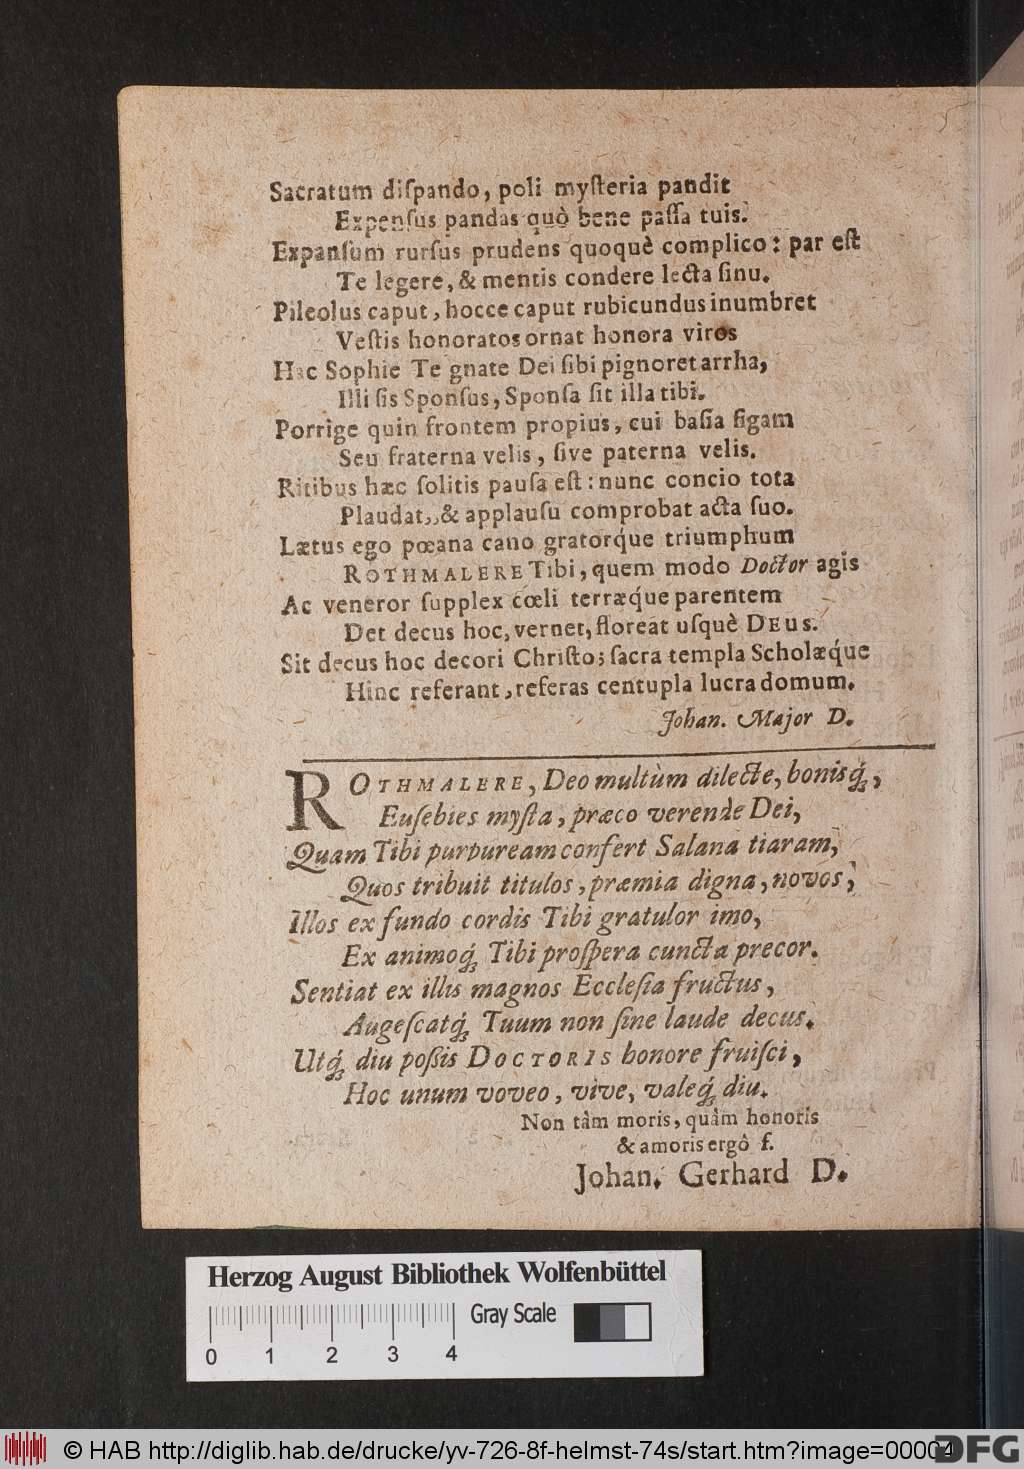 Sacratum diſpando, poli myſteria pandit
Expenſus pandas quò bene paſſa tuis.
Expanſum rurſus prudens quoquè complico: par eſt
Te legere, & mentis condere lecta ſinu.
Pileolus caput, hocce caput rubicundus inumbret
Veſtis honoratos ornat honora viros
Hac Sophie Te gnate Dei ſibi pignoret arrha,
Illi ſis Sponſus, Sponſa ſit illa tibi.
Porrige quin frontem propius, cui baſia figam
Seu fraterna velis, ſive paterna velis.
Ritibus hæc ſolitis pauſa eſt: nunc concio tota
Plaudat,,& applauſu comprobat acta ſuo.
Lætus ego pœana cano gratorq́ue triumphum
ROTHMALERE Tibi, quem modo Doctor agis
Ac veneror ſupplex cœli terræq́ue parentem
Det decus hoc, vernet, floreat uſquè DEUS.
Sit decus hoc decori Chriſto; ſacra templa Scholæq́ue
Hinc referant, referas centupla lucra domum.
Johan. Major D.
ROTHMALERE, Deo multùm dilecte, bonisq́;,
Euſebies myſta, præco verende Dei,
Quam Tibi purpuream confert Salana tiaram,
Quos tribuit titulos, præmia digna, novos,
Illos ex fundo cordis Tibi gratulor imo,
Ex animoq́; Tibi proſpera cuncta precor.
Sentiat ex illis magnos Eccleſia fructus,
Augeſcatq́; Tuum non ſine laude decus.
Utq́; diu poßis DOCTORIS honore fruiſci,
Hoc unum voveo, vive, valeq́; diu.
Non tàm moris, quàm honoris
& amoris ergô f.
Johan. Gerhard D.
Herzog August Bibliothek Wolfenbüttel
Gray Scale
0 1 2 3 4
© HAB http://diglib.hab.de/drucke/yv-726-8f-helmst-74s/start.htm?image=00004
DFG